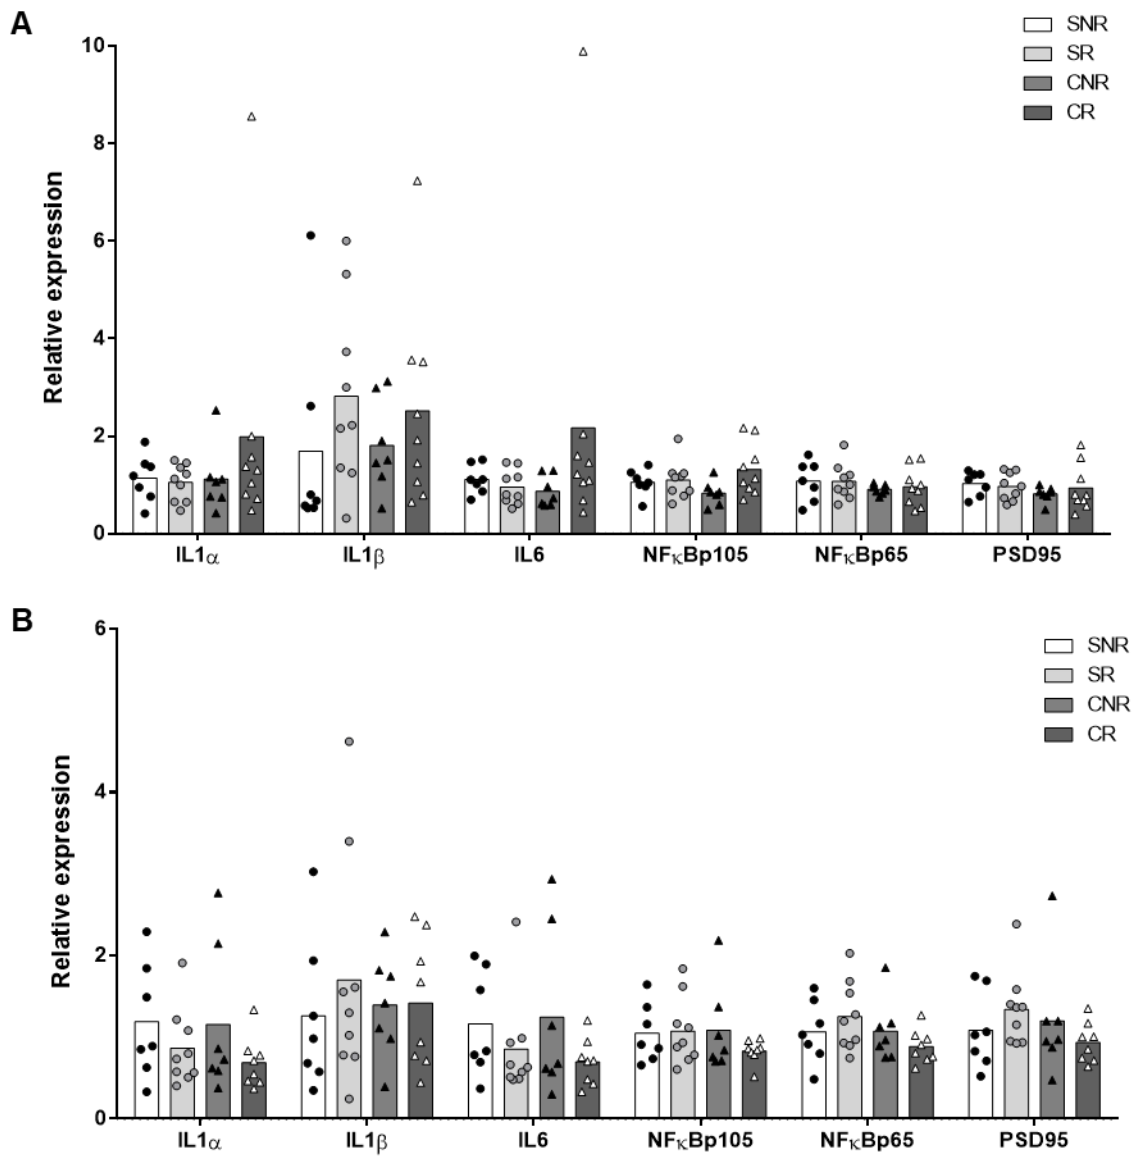 A
SNR
SR
CNR
CR
10
8
6
4
2
0
Relative expression
IL1α IL1β IL6 NFκBp105 NFκBp65 PSD95
B
SNR
SR
CNR
CR
6
4
2
0
Relative expression
IL1α IL1β IL6 NFκBp105 NFκBp65 PSD95